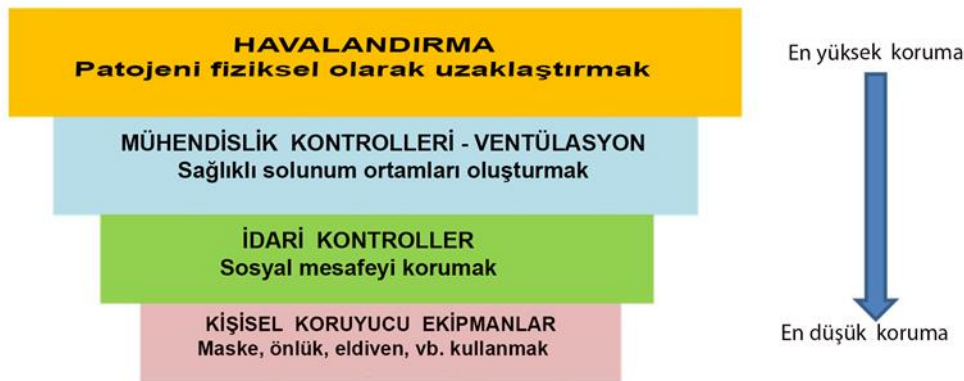 HAVALANDIRMA
Patojeni fiziksel olarak uzaklaştırmak
En yüksek koruma
MÜHENDİSLİK KONTROLLERİ - VENTÜLASYON
Sağlıklı solunum ortamları oluşturmak
İDARİ KONTROLLER
Sosyal mesafeyi korumak
KİŞİSEL KORUYUCU EKİPMANLAR
Maske, önlük, eldiven, vb. kullanmak
En düşük koruma